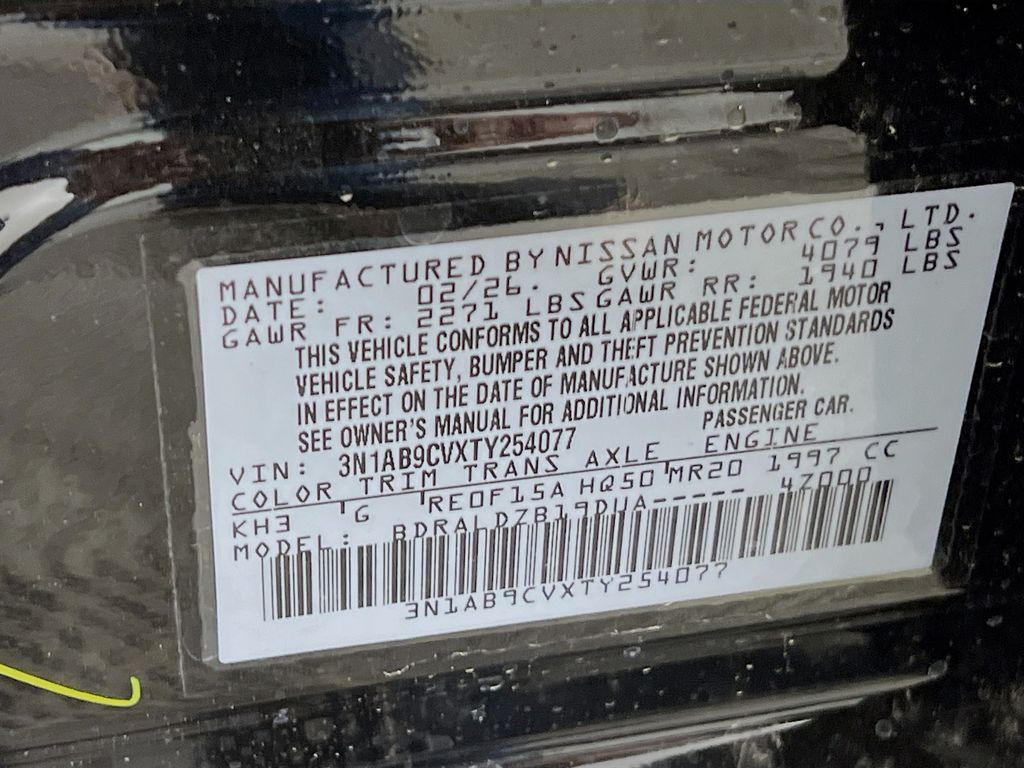 MANUFACTURED BY NISSAN MOTOR CO., LTD.
DATE: 02/26. GVWR: 4079 LBS
GAWR FR: 2271 LBS GAWR RR: 1940 LBS
THIS VEHICLE CONFORMS TO ALL APPLICABLE FEDERAL MOTOR
VEHICLE SAFETY, BUMPER AND THEFT PREVENTION STANDARDS
IN EFFECT ON THE DATE OF MANUFACTURE SHOWN ABOVE.
SEE OWNER'S MANUAL FOR ADDITIONAL INFORMATION.
VIN: 3N1AB9CVXTY254077 PASSENGER CAR.
COLOR TRIM TRANS AXLE ENGINE
KH3 G RE0F15A HQ50 MR20 1997 CC
MODEL: BDRALDZB19DUA----- 47000
3N1AB9CVXTY254077